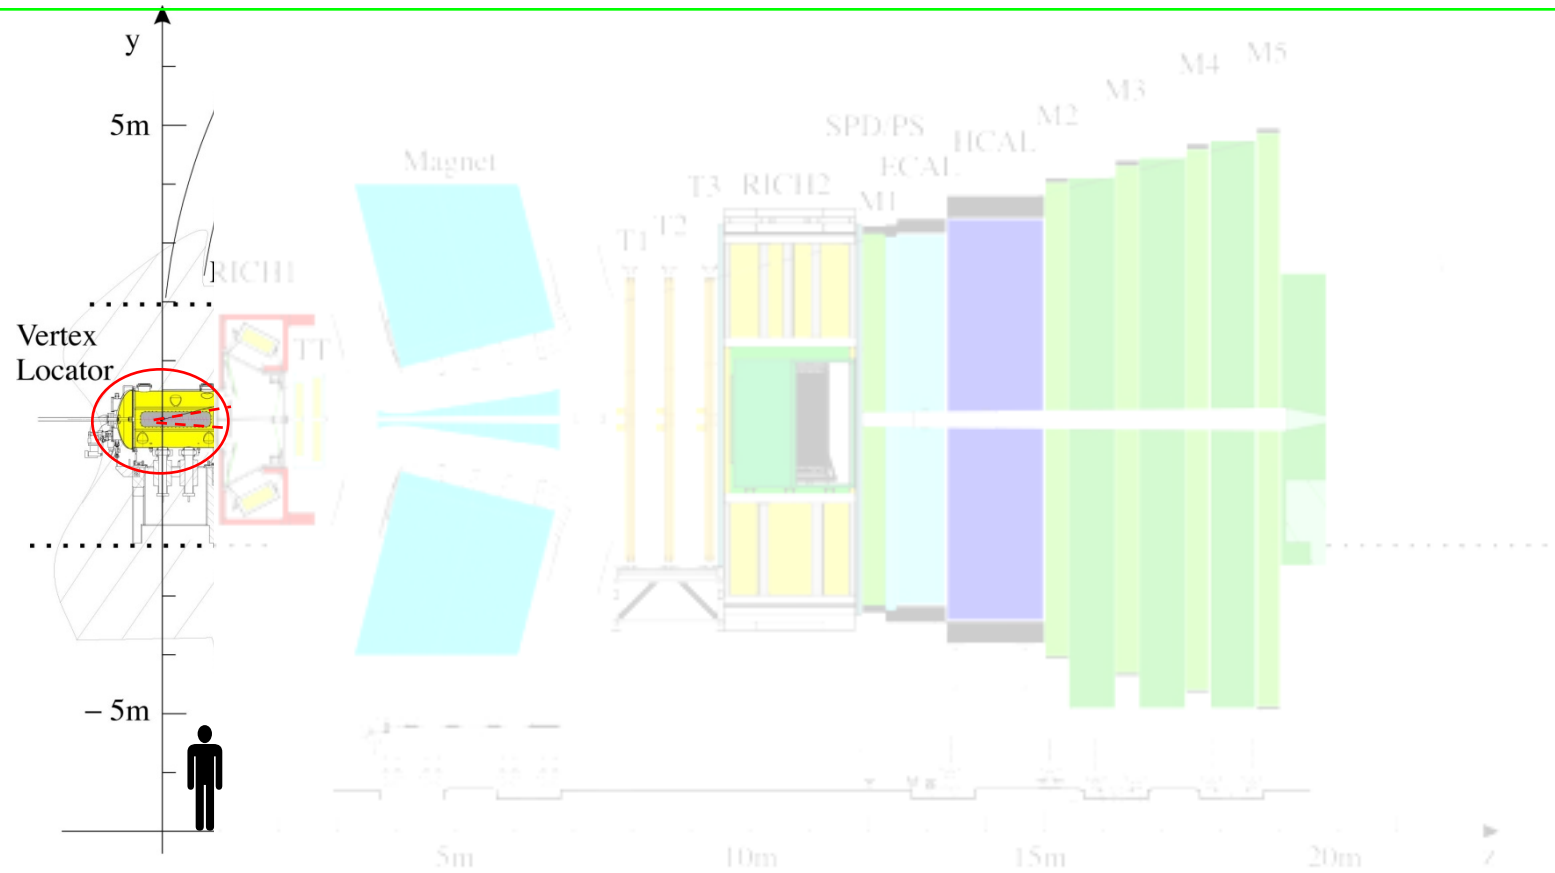 y
5m
M5
M4
M3
M2
SPD/PS
HCAL
ECAL
Magnet
T3 RICH2
M1
T2
T1
RICH1
Vertex
Locator
TT
– 5m
5m
10m
15m
20m
z